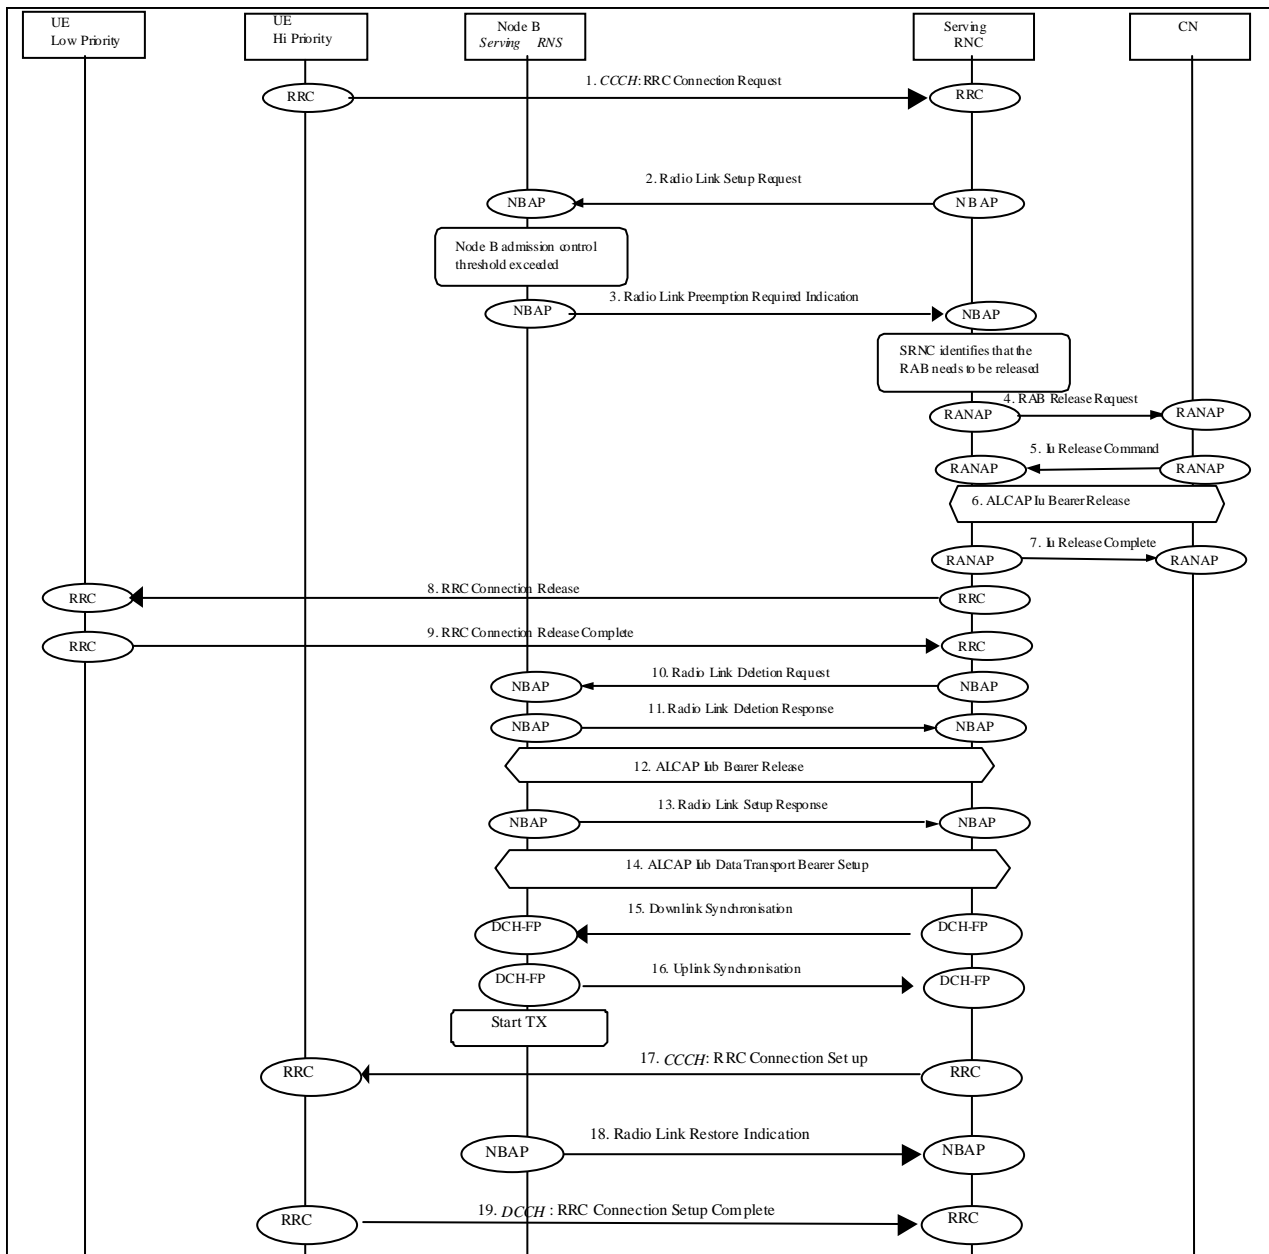 UE
Low Priority
UE
Hi Priority
Node B
Serving RNS
Serving
RNC
CN
1. CCCH: RRC Connection Request
RRC
RRC
2. Radio Link Setup Request
NBAP
NBAP
Node B admission control
threshold exceeded
3. Radio Link Preemption Required Indication
NBAP
NBAP
SRNC identifies that the
RAB needs to be released
4. RAB Release Request
RANAP
RANAP
5. Iu Release Command
RANAP
RANAP
6. ALCAP Iu Bearer Release
7. Iu Release Complete
RANAP
RANAP
8. RRC Connection Release
RRC
RRC
9. RRC Connection Release Complete
RRC
RRC
10. Radio Link Deletion Request
NBAP
NBAP
11. Radio Link Deletion Response
NBAP
NBAP
12. ALCAP Iub Bearer Release
13. Radio Link Setup Response
NBAP
NBAP
14. ALCAP Iub Data Transport Bearer Setup
15. Downlink Synchronisation
DCH-FP
DCH-FP
16. Uplink Synchronisation
DCH-FP
DCH-FP
Start TX
17. CCCH: RRC Connection Set up
RRC
RRC
18. Radio Link Restore Indication
NBAP
NBAP
19. DCCH : RRC Connection Setup Complete
RRC
RRC